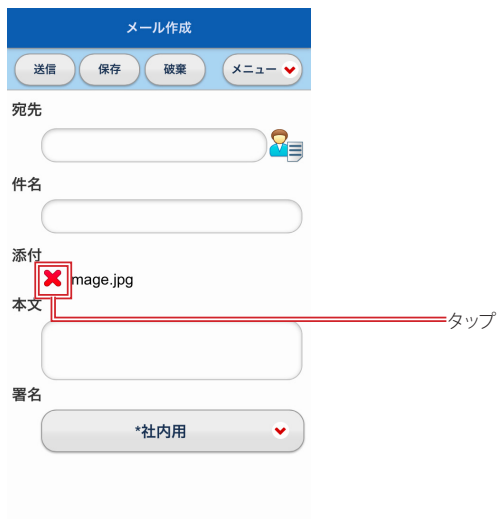 メール作成
送信 保存 破棄 メニュー
宛先
件名
添付
mage.jpg
本文
タップ
署名
*社内用